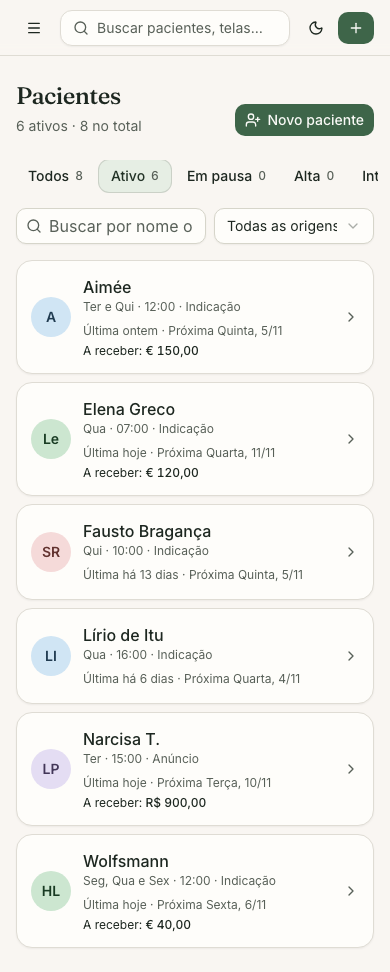 Buscar pacientes, telas...
Pacientes
6 ativos · 8 no total
Novo paciente
Todos 8 Ativo 6 Em pausa 0 Alta 0 Int
Buscar por nome o
Todas as origens
A
Aimée
Ter e Qui · 12:00 · Indicação
Última ontem · Próxima Quinta, 5/11
A receber: € 150,00
Le
Elena Greco
Qua · 07:00 · Indicação
Última hoje · Próxima Quarta, 11/11
A receber: € 120,00
SR
Fausto Bragança
Qui · 10:00 · Indicação
Última há 13 dias · Próxima Quinta, 5/11
LI
Lírio de Itu
Qua · 16:00 · Indicação
Última há 6 dias · Próxima Quarta, 4/11
LP
Narcisa T.
Ter · 15:00 · Anúncio
Última hoje · Próxima Terça, 10/11
A receber: R$ 900,00
HL
Wolfsmann
Seg, Qua e Sex · 12:00 · Indicação
Última hoje · Próxima Sexta, 6/11
A receber: € 40,00